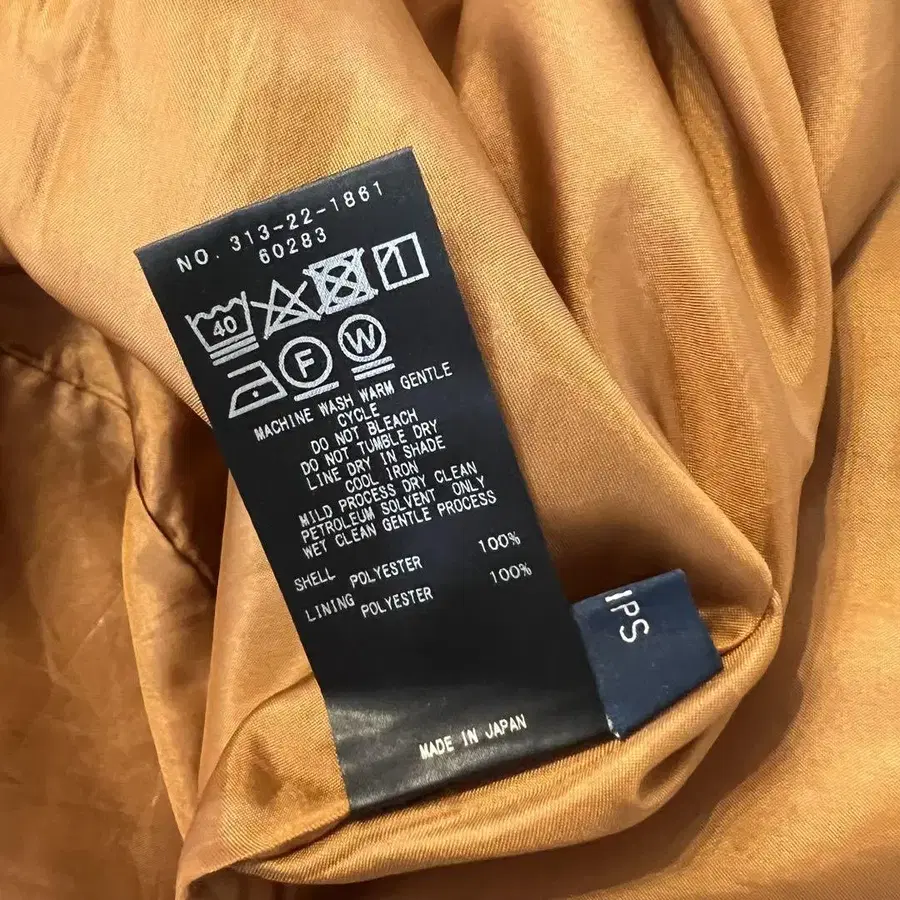 NO. 313-22-1861
60283
40
F W
MACHINE WASH WARM GENTLE
CYCLE
DO NOT BLEACH
DO NOT TUMBLE DRY
LINE DRY IN SHADE
COOL IRON
MILD PROCESS DRY CLEAN
PETROLEUM SOLVENT ONLY
WET CLEAN GENTLE PROCESS
SHELL POLYESTER 100%
LINING POLYESTER 100%
MADE IN JAPAN
IPS